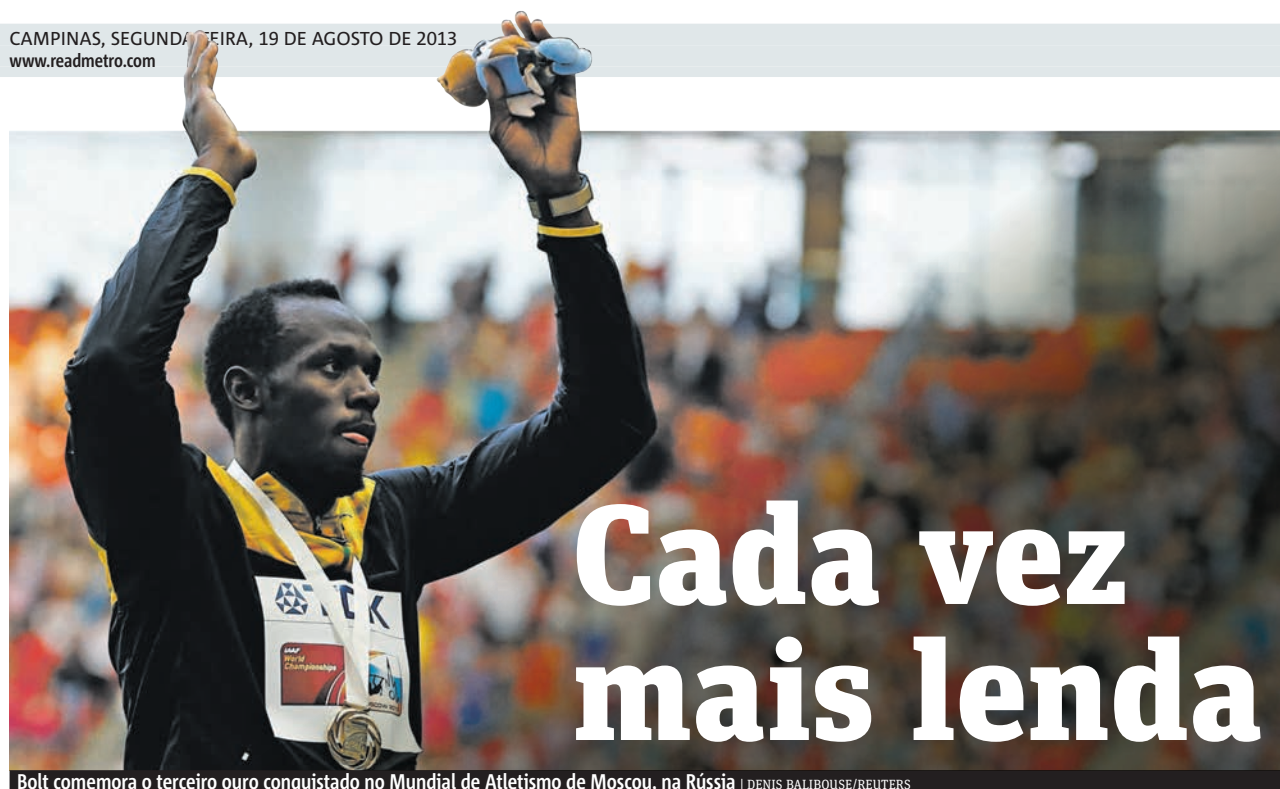 CAMPINAS, SEGUNDA-FEIRA, 19 DE AGOSTO DE 2013
www.readmetro.com
TDK
IAAF
World
Championships
Cada vez
mais lenda
Bolt comemora o terceiro ouro conquistado no Mundial de Atletismo de Moscou, na Rússia | DENIS BALIBOUSE/REUTERS